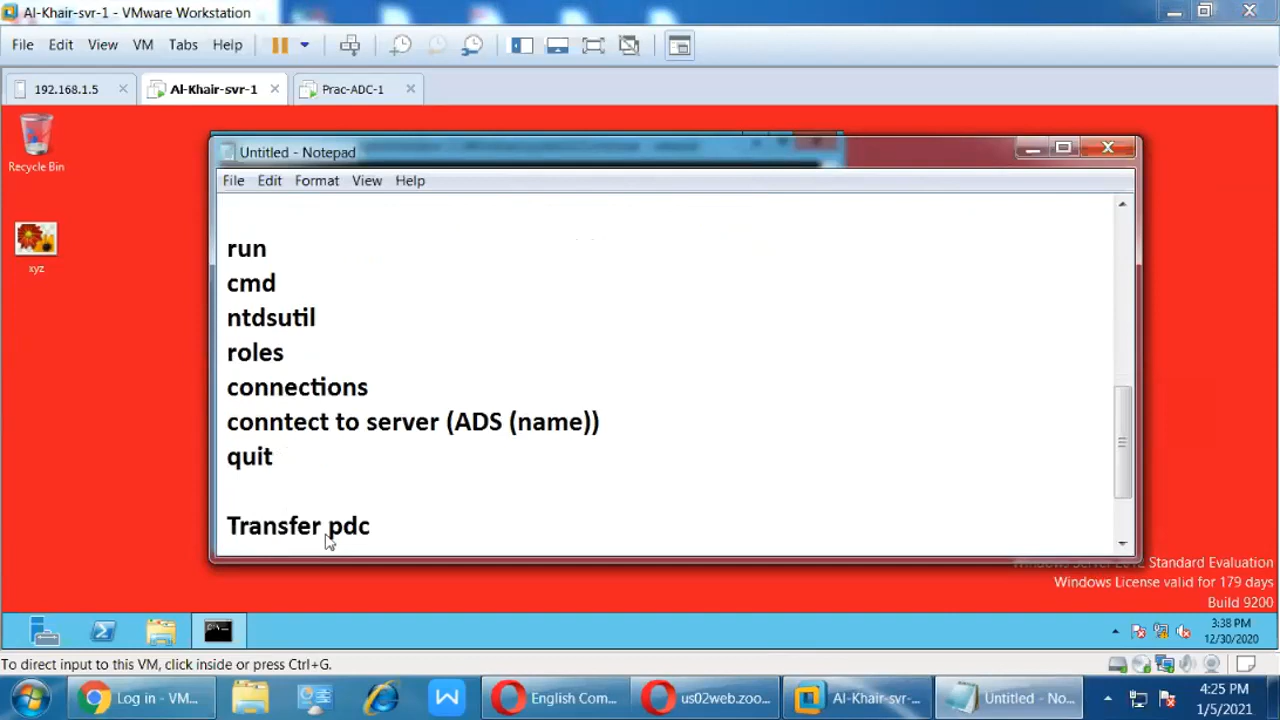 Al-Khair-svr-1 - VMware Workstation
File Edit View VM Tabs Help
192.168.1.5 Al-Khair-svr-1 Prac-ADC-1
Recycle Bin
xyz
Untitled - Notepad
File Edit Format View Help
run
cmd
ntdsutil
roles
connections
conntect to server (ADS (name))
quit
Transfer pdc
Windows Server 2012 Standard Evaluation
Windows License valid for 179 days
Build 9200
3:38 PM
12/30/2020
To direct input to this VM, click inside or press Ctrl+G.
Log in - VM...
English Com...
us02web.zoo...
Al-Khair-svr-...
Untitled - No...
4:25 PM
1/5/2021